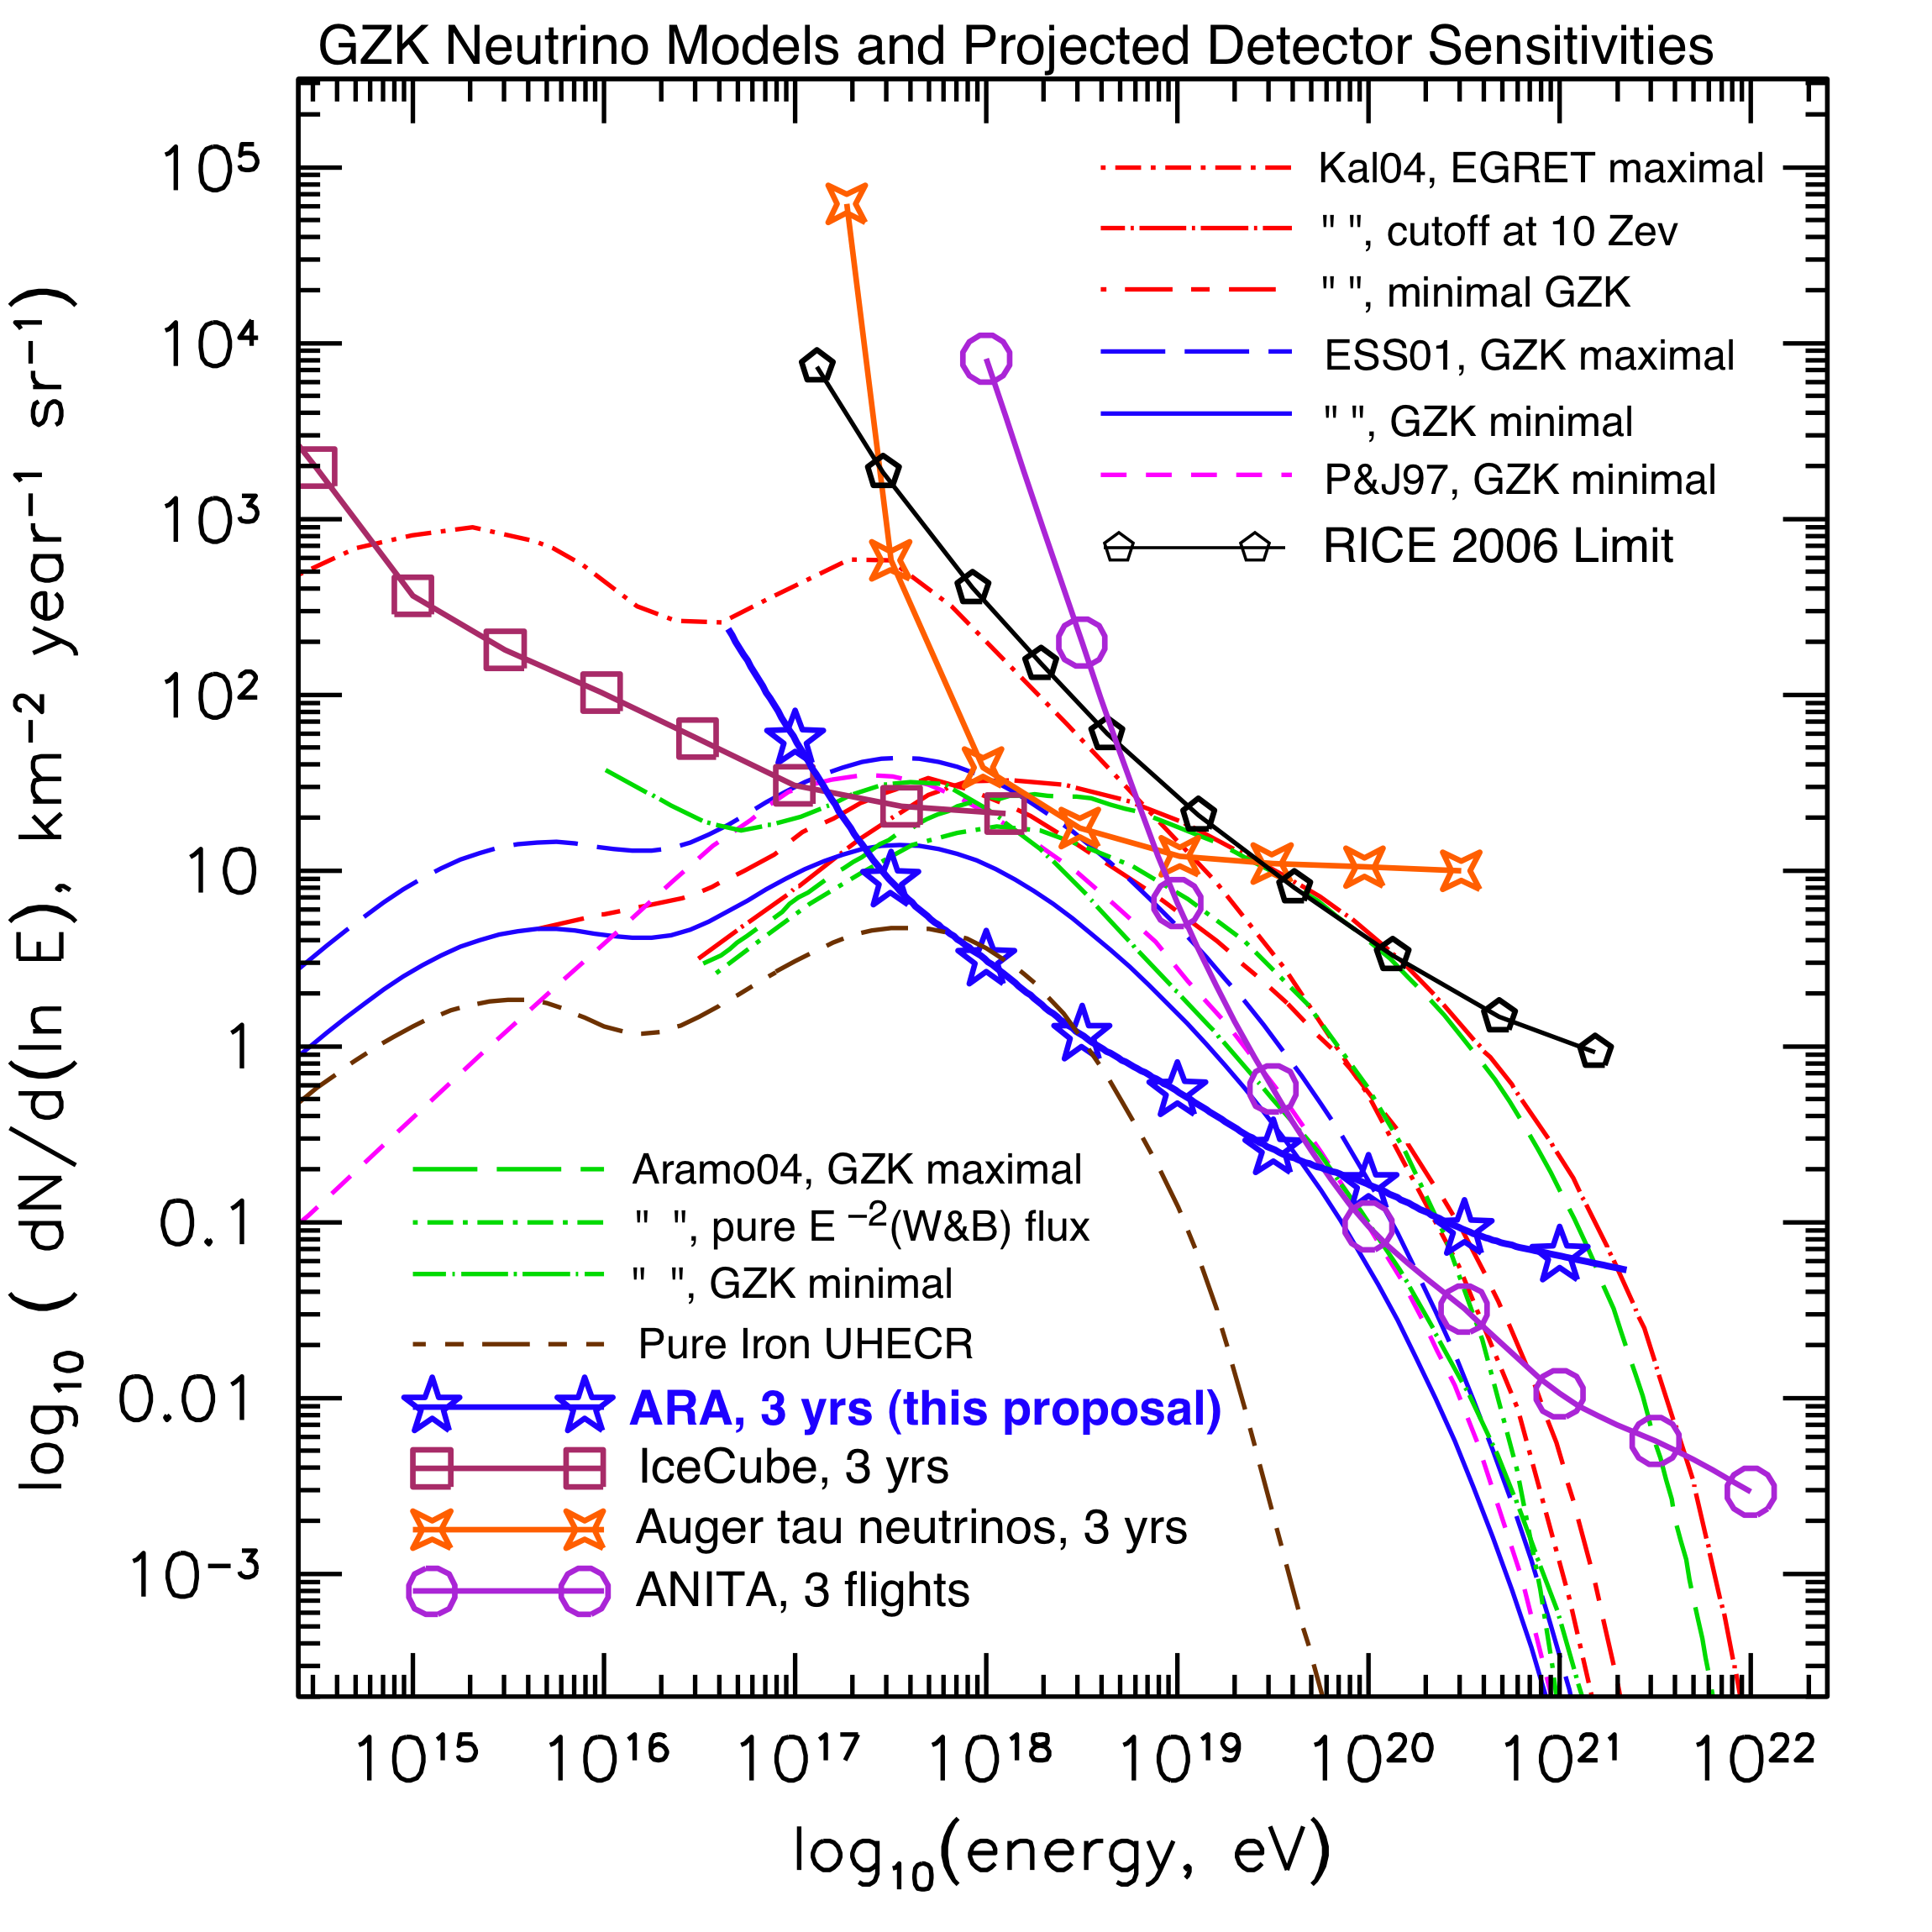 GZK Neutrino Models and Projected Detector Sensitivities
log₁₀ ( dN/d(ln E), km⁻² year⁻¹ sr⁻¹)
10⁵
10⁴
10³
10²
10
1
0.1
0.01
10⁻³
Kal04, EGRET maximal
" ", cutoff at 10 Zev
" ", minimal GZK
ESS01, GZK maximal
" ", GZK minimal
P&J97, GZK minimal
RICE 2006 Limit
Aramo04, GZK maximal
" ", pure E ⁻²(W&B) flux
" ", GZK minimal
Pure Iron UHECR
ARA, 3 yrs (this proposal)
IceCube, 3 yrs
Auger tau neutrinos, 3 yrs
ANITA, 3 flights
10¹⁵ 10¹⁶ 10¹⁷ 10¹⁸ 10¹⁹ 10²⁰ 10²¹ 10²²
log₁₀(energy, eV)